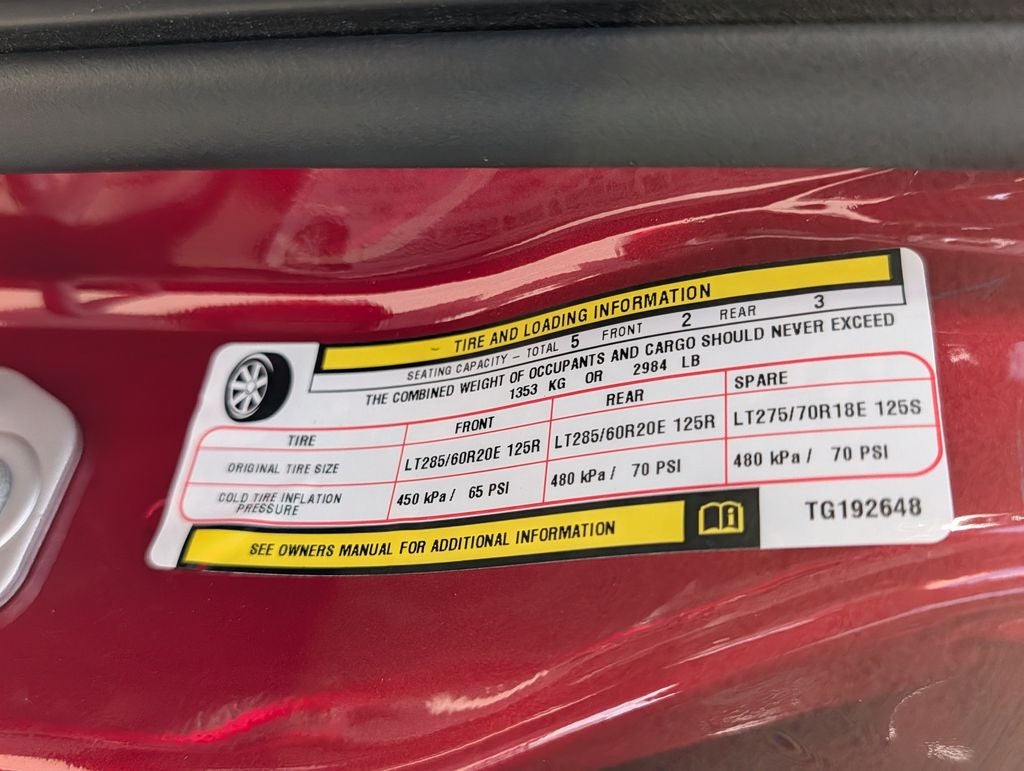 TIRE AND LOADING INFORMATION
SEATING CAPACITY - TOTAL 5 FRONT 2 REAR 3
THE COMBINED WEIGHT OF OCCUPANTS AND CARGO SHOULD NEVER EXCEED
1353 KG OR 2984 LB
TIRE FRONT REAR SPARE
ORIGINAL TIRE SIZE LT285/60R20E 125R LT285/60R20E 125R LT275/70R18E 125S
COLD TIRE INFLATION PRESSURE 450 kPa / 65 PSI 480 kPa / 70 PSI 480 kPa / 70 PSI
SEE OWNERS MANUAL FOR ADDITIONAL INFORMATION
TG192648